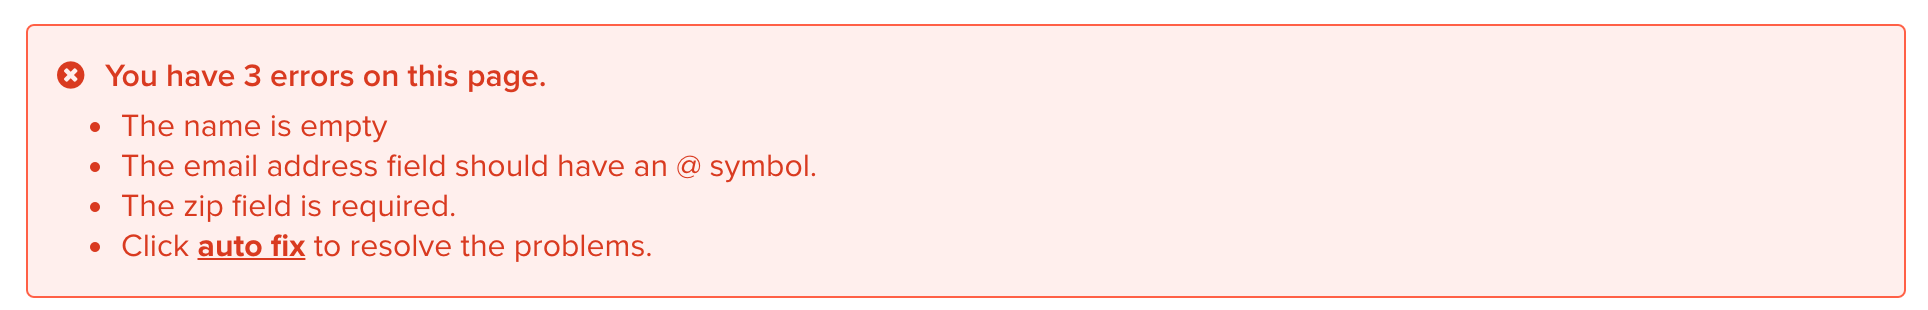 You have 3 errors on this page.
The name is empty
The email address field should have an @ symbol.
The zip field is required.
Click auto fix to resolve the problems.